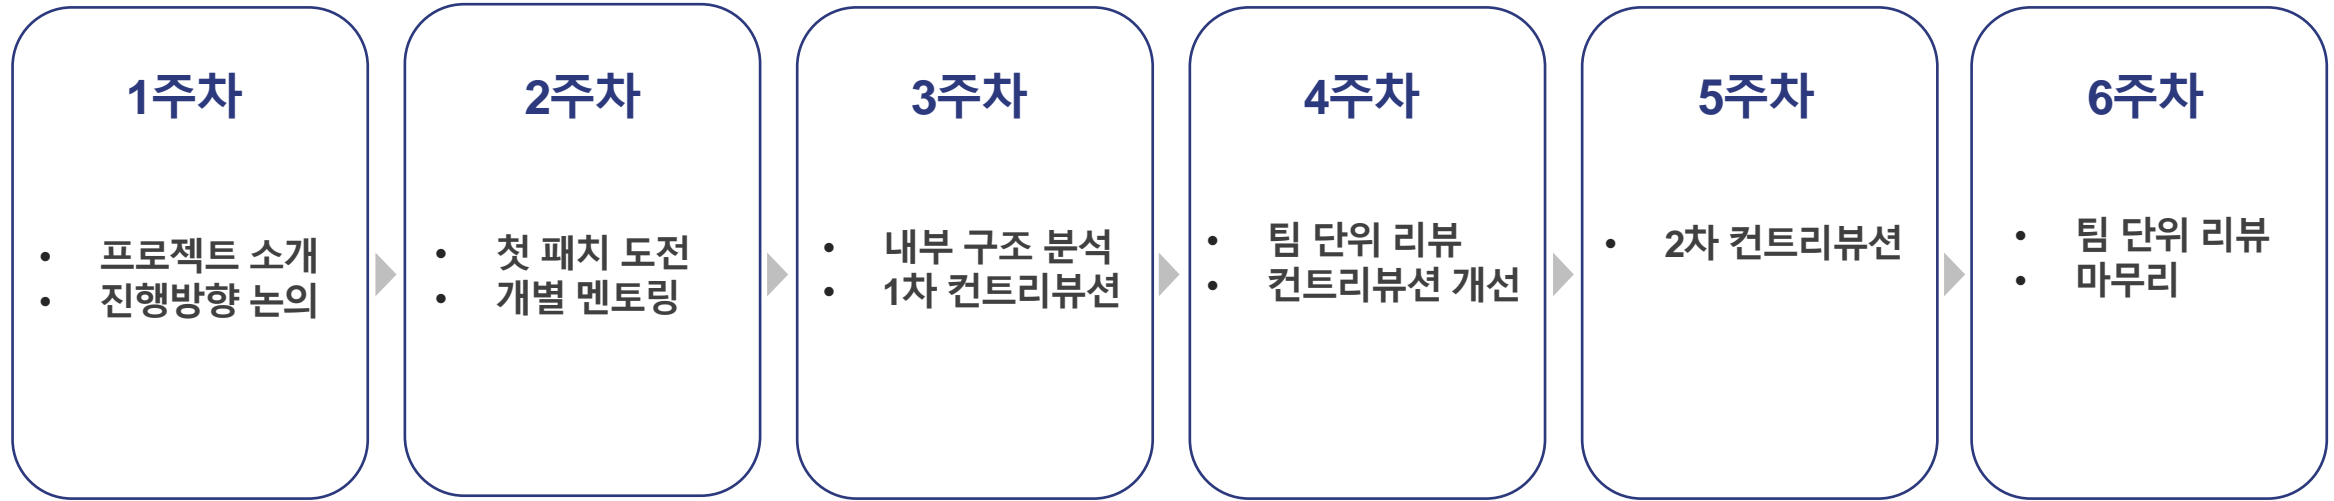 1주차
• 프로젝트 소개
• 진행방향 논의
2주차
• 첫 패치 도전
• 개별 멘토링
3주차
• 내부 구조 분석
• 1차 컨트리뷰션
4주차
• 팀 단위 리뷰
• 컨트리뷰션 개선
5주차
• 2차 컨트리뷰션
6주차
• 팀 단위 리뷰
• 마무리